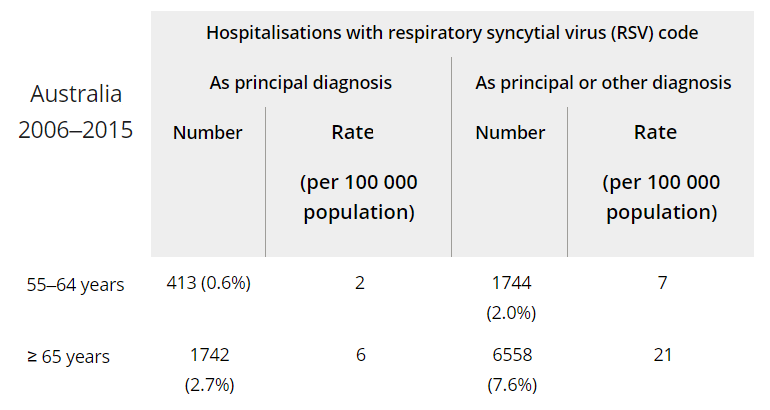 Hospitalisations with respiratory syncytial virus (RSV) code
Australia
2006–2015
As principal diagnosis
As principal or other diagnosis
Number
Rate
(per 100 000
population)
Number
Rate
(per 100 000
population)
55–64 years
413 (0.6%)
2
1744
(2.0%)
7
≥ 65 years
1742
(2.7%)
6
6558
(7.6%)
21